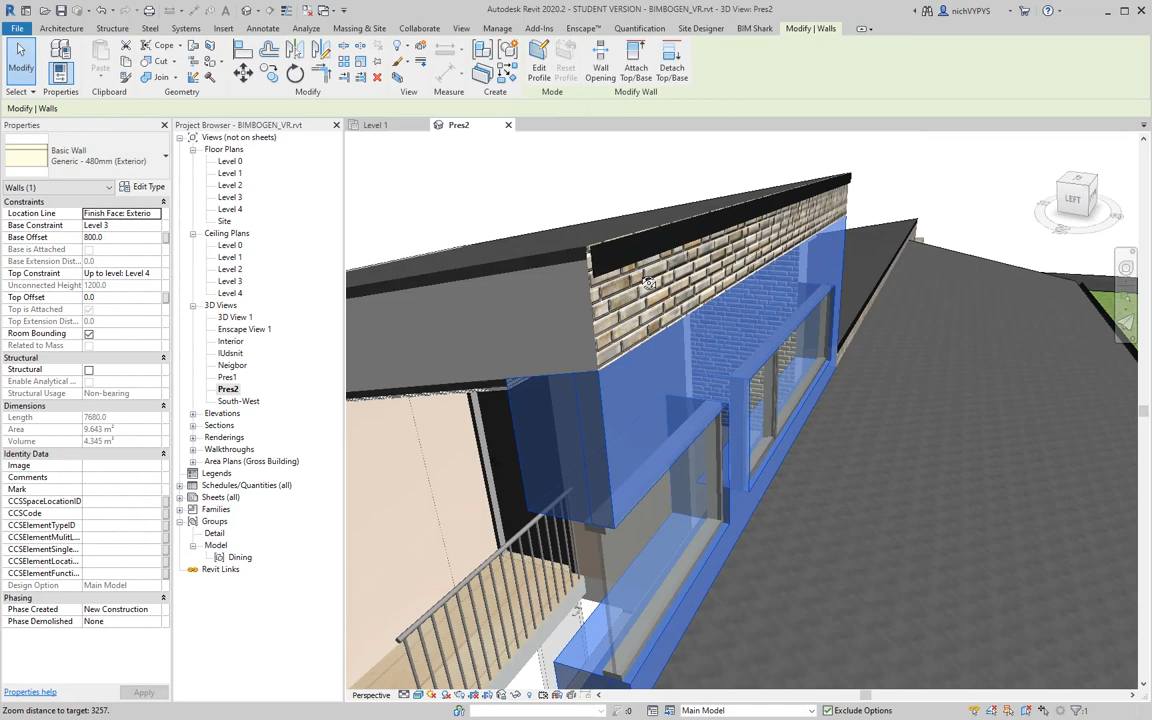 Autodesk Revit 2020.2 - STUDENT VERSION - BIMBOGEN_VR.rvt - 3D View: Pres2
nichVYPYS
File Architecture Structure Steel Systems Insert Annotate Analyze Massing & Site Collaborate View Manage Add-Ins Enscape™ Quantification Site Designer BIM Shark Modify | Walls
Modify
Paste
Cope
Cut
Join
Edit
Profile
Reset
Profile
Wall
Opening
Attach
Top/Base
Detach
Top/Base
Select Properties Clipboard Geometry Modify View Measure Create Mode Modify Wall
Modify | Walls
Properties
Basic Wall
Generic - 480mm (Exterior)
Walls (1) Edit Type
Constraints
Location Line Finish Face: Exterio
Base Constraint Level 3
Base Offset 800.0
Base is Attached
Base Extension Dist... 0.0
Top Constraint Up to level: Level 4
Unconnected Height 1200.0
Top Offset 0.0
Top is Attached
Top Extension Dist... 0.0
Room Bounding
Related to Mass
Structural
Structural
Enable Analytical ...
Structural Usage Non-bearing
Dimensions
Length 7680.0
Area 9.643 m²
Volume 4.345 m³
Identity Data
Image
Comments
Mark
CCSSpaceLocationID
CCSCode
CCSElementTypeID
CCSElementMulitL...
CCSElementSingle...
CCSElementLocati...
CCSElementFuncti...
Design Option Main Model
Phasing
Phase Created New Construction
Phase Demolished None
Properties help Apply
Project Browser - BIMBOGEN_VR.rvt
Views (not on sheets)
Floor Plans
Level 0
Level 1
Level 2
Level 3
Level 4
Site
Ceiling Plans
Level 0
Level 1
Level 2
Level 3
Level 4
3D Views
3D View 1
Enscape View 1
Interior
IUdsnit
Neigbor
Pres1
Pres2
South-West
Elevations
Sections
Renderings
Walkthroughs
Area Plans (Gross Building)
Legends
Schedules/Quantities (all)
Sheets (all)
Families
Groups
Detail
Model
Dining
Revit Links
Level 1
Pres2
LEFT
Perspective
Zoom distance to target: 3257.
:0
Main Model
Exclude Options
:1